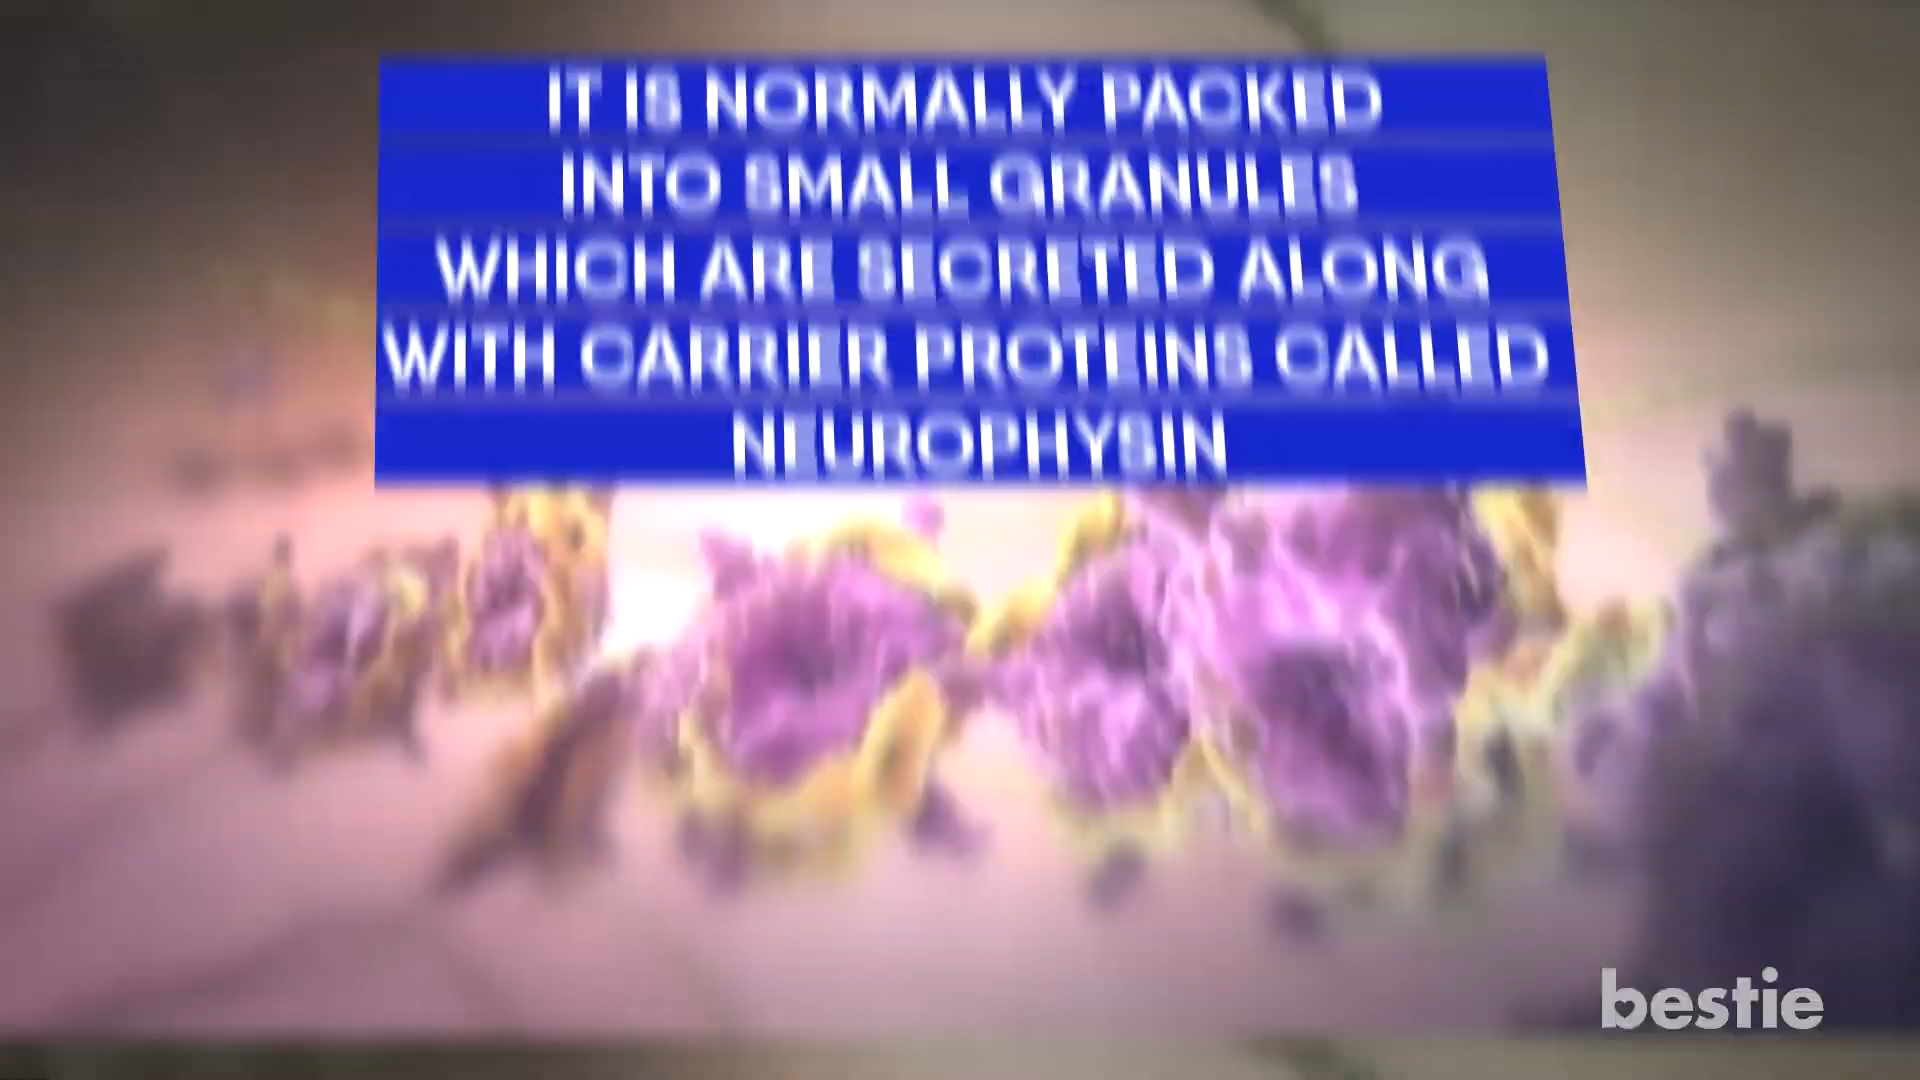 IT IS NORMALLY PACKED
INTO SMALL GRANULES
WHICH ARE SECRETED ALONG
WITH CARRIER PROTEINS CALLED
NEUROPHYSIN
bestie